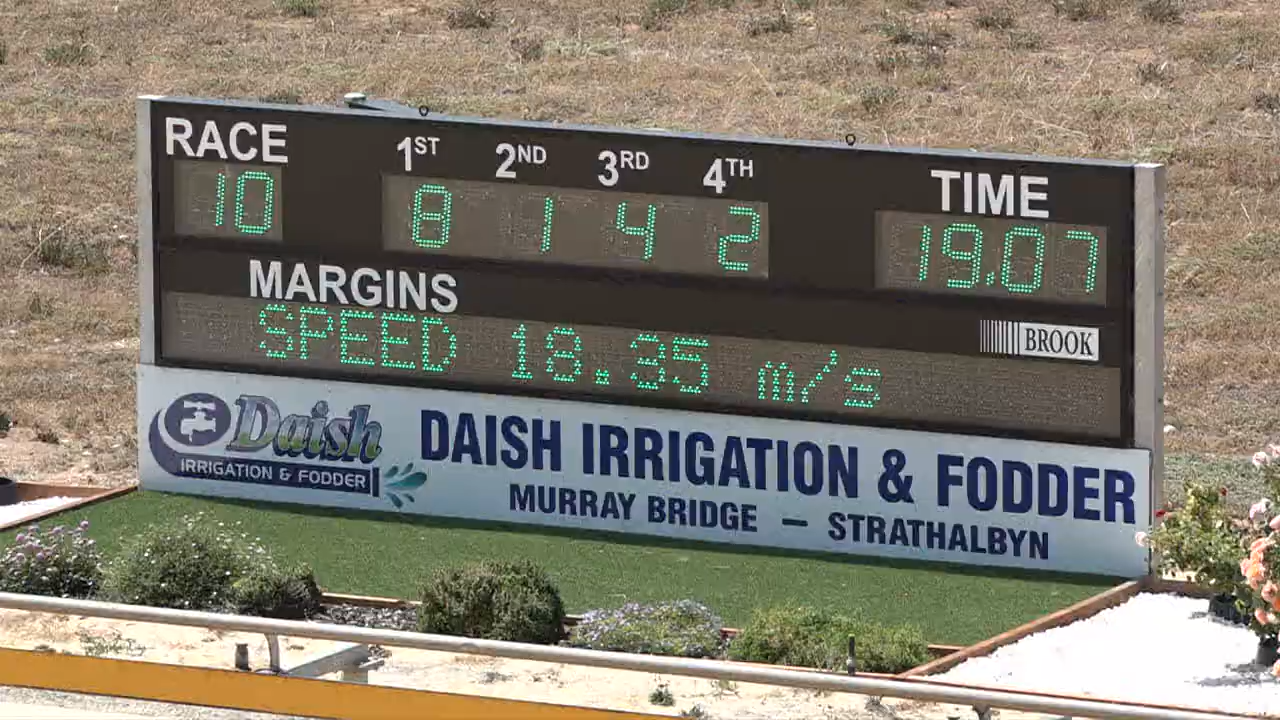 RACE 1ST 2ND 3RD 4TH TIME
10 8 1 4 2 19.07
MARGINS
BROOK
SPEED 18.35 m/s
Daish
IRRIGATION & FODDER
DAISH IRRIGATION & FODDER
MURRAY BRIDGE – STRATHALBYN